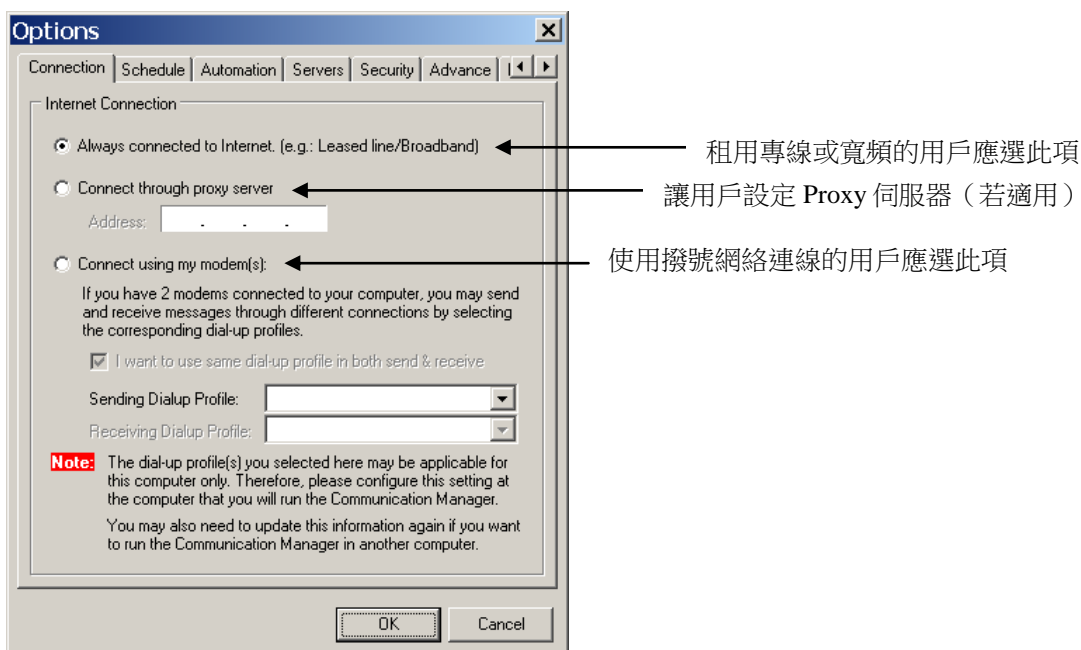 Options
Connection Schedule Automation Servers Security Advance
Internet Connection
Always connected to Internet. (e.g.: Leased line/Broadband)
租用專線或寬頻的用戶應選此項
Connect through proxy server
讓用戶設定 Proxy 伺服器（若適用）
Address: . . .
Connect using my modem(s):
使用撥號網絡連線的用戶應選此項
If you have 2 modems connected to your computer, you may send
and receive messages through different connections by selecting
the corresponding dial-up profiles.
I want to use same dial-up profile in both send & receive
Sending Dialup Profile:
Receiving Dialup Profile:
Note: The dial-up profile(s) you selected here may be applicable for
this computer only. Therefore, please configure this setting at
the computer that you will run the Communication Manager.
You may also need to update this information again if you want
to run the Communication Manager in another computer.
OK Cancel